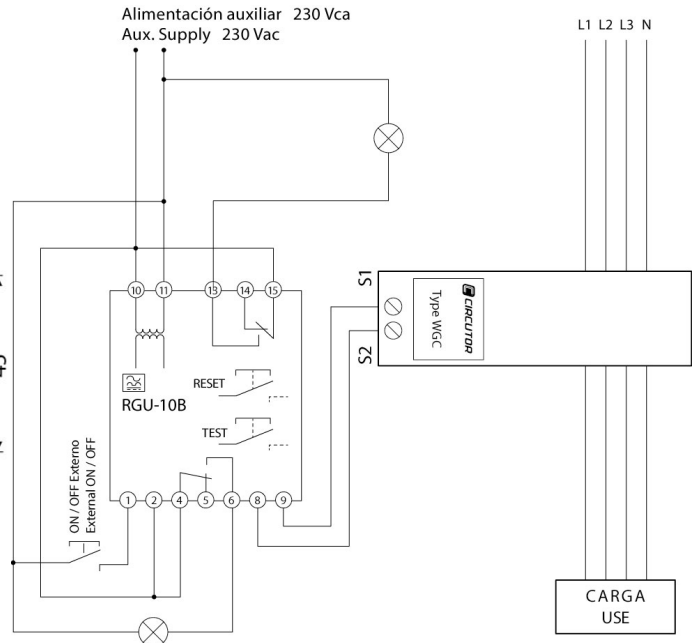 Alimentación auxiliar 230 Vca
Aux. Supply 230 Vac
L1 L2 L3 N
10 11 13 14 15
S1
S2
CIRCUTOR
Type WGC
RESET
RGU-10B
TEST
ON / OFF Externo
External ON / OFF
1 2 4 5 6 8 9
CARGA
USE